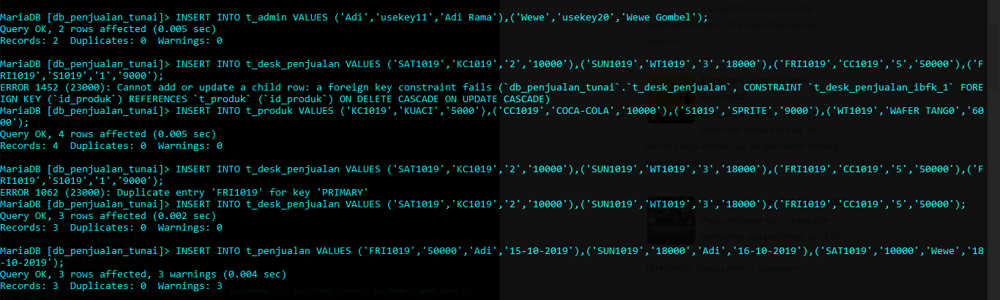 MariaDB [db_penjualan_tunai]> INSERT INTO t_admin VALUES ('Adi','usekey11','Adi Rama'),('Wewe','usekey20','Wewe Gombel');
Query OK, 2 rows affected (0.005 sec)
Records: 2  Duplicates: 0  Warnings: 0
MariaDB [db_penjualan_tunai]> INSERT INTO t_desk_penjualan VALUES ('SAT1019','KC1019','2','10000'),('SUN1019','WT1019','3','18000'),('FRI1019','CC1019','5','50000'),('F
RI1019','S1019','1','9000');
ERROR 1452 (23000): Cannot add or update a child row: a foreign key constraint fails (`db_penjualan_tunai`.`t_desk_penjualan`, CONSTRAINT `t_desk_penjualan_ibfk_1` FORE
IGN KEY (`id_produk`) REFERENCES `t_produk` (`id_produk`) ON DELETE CASCADE ON UPDATE CASCADE)
MariaDB [db_penjualan_tunai]> INSERT INTO t_produk VALUES ('KC1019','KUACI','5000'),('CC1019','COCA-COLA','10000'),('S1019','SPRITE','9000'),('WT1019','WAFER TANG0','60
00');
Query OK, 4 rows affected (0.005 sec)
Records: 4  Duplicates: 0  Warnings: 0
MariaDB [db_penjualan_tunai]> INSERT INTO t_desk_penjualan VALUES ('SAT1019','KC1019','2','10000'),('SUN1019','WT1019','3','18000'),('FRI1019','CC1019','5','50000'),('F
RI1019','S1019','1','9000');
ERROR 1062 (23000): Duplicate entry 'FRI1019' for key 'PRIMARY'
MariaDB [db_penjualan_tunai]> INSERT INTO t_desk_penjualan VALUES ('SAT1019','KC1019','2','10000'),('SUN1019','WT1019','3','18000'),('FRI1019','CC1019','5','50000');
Query OK, 3 rows affected (0.002 sec)
Records: 3  Duplicates: 0  Warnings: 0
MariaDB [db_penjualan_tunai]> INSERT INTO t_penjualan VALUES ('FRI1019','50000','Adi','15-10-2019'),('SUN1019','18000','Adi','16-10-2019'),('SAT1019','10000','Wewe','18
-10-2019');
Query OK, 3 rows affected, 3 warnings (0.004 sec)
Records: 3  Duplicates: 0  Warnings: 3